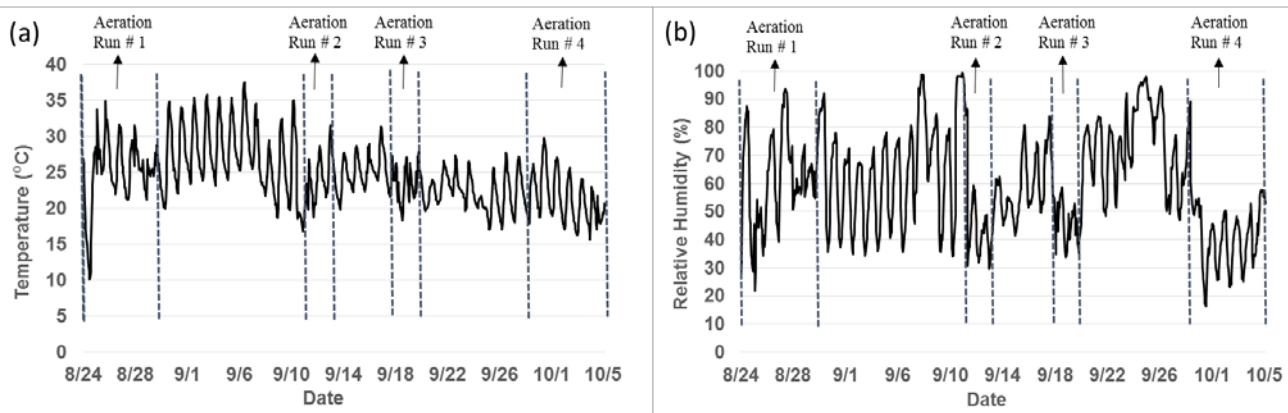 (a)
Aeration
Run # 1
Aeration
Run # 2
Aeration
Run # 3
Aeration
Run # 4
Temperature (°C)
40
35
30
25
20
15
10
5
0
8/24 8/28 9/1 9/6 9/10 9/14 9/18 9/22 9/26 10/1 10/5
Date
(b)
Aeration
Run # 1
Aeration
Run # 2
Aeration
Run # 3
Aeration
Run # 4
Relative Humidity (%)
100
90
80
70
60
50
40
30
20
10
0
8/24 8/28 9/1 9/6 9/10 9/14 9/18 9/22 9/26 10/1 10/5
Date